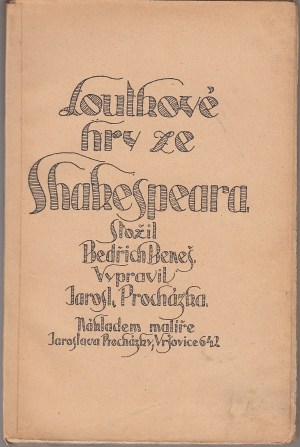 Loutkové
hry ze
Shakespeara
Složil
Bedřich Beneš.
Vypravil
Jarosl. Procházka.
Nákladem malíře
Jaroslava Procházky, Vršovice 642